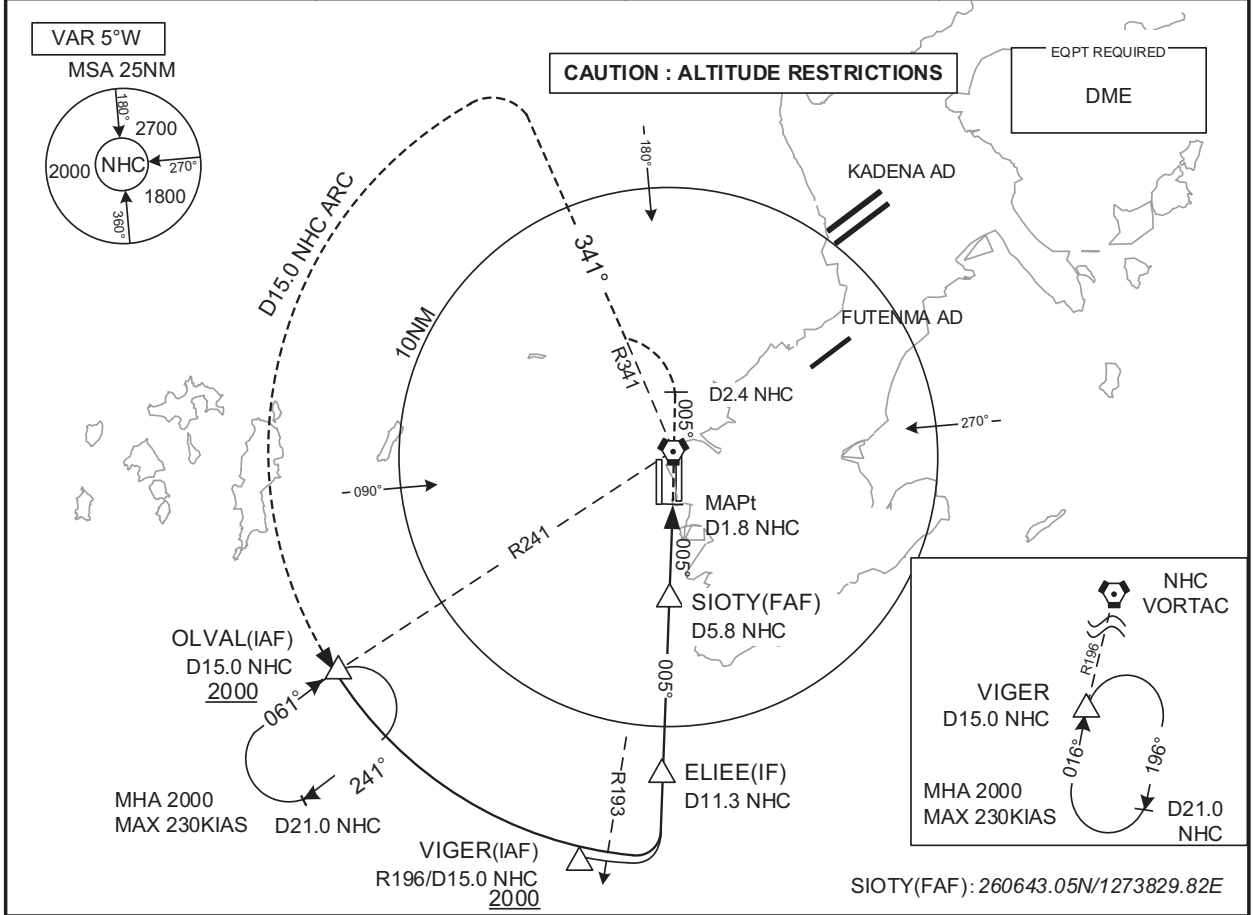 VAR 5°W
MSA 25NM
180°
2700
2000
NHC
270°
1800
360°
CAUTION : ALTITUDE RESTRICTIONS
EQPT REQUIRED
DME
180°
KADENA AD
D15.0 NHC ARC
341°
10NM
FUTENMA AD
R341
D2.4 NHC
005°
270°
090°
MAPt
D1.8 NHC
R241
005°
SIOTY(FAF)
D5.8 NHC
OLVAL(IAF)
D15.0 NHC
2000
061°
241°
005°
MHA 2000
MAX 230KIAS
D21.0 NHC
ELIEE(IF)
D11.3 NHC
R193
VIGER(IAF)
R196/D15.0 NHC
2000
NHC
VORTAC
R196
VIGER
D15.0 NHC
016°
196°
MHA 2000
MAX 230KIAS
D21.0
NHC
SIOTY(FAF): 260643.05N/1273829.82E